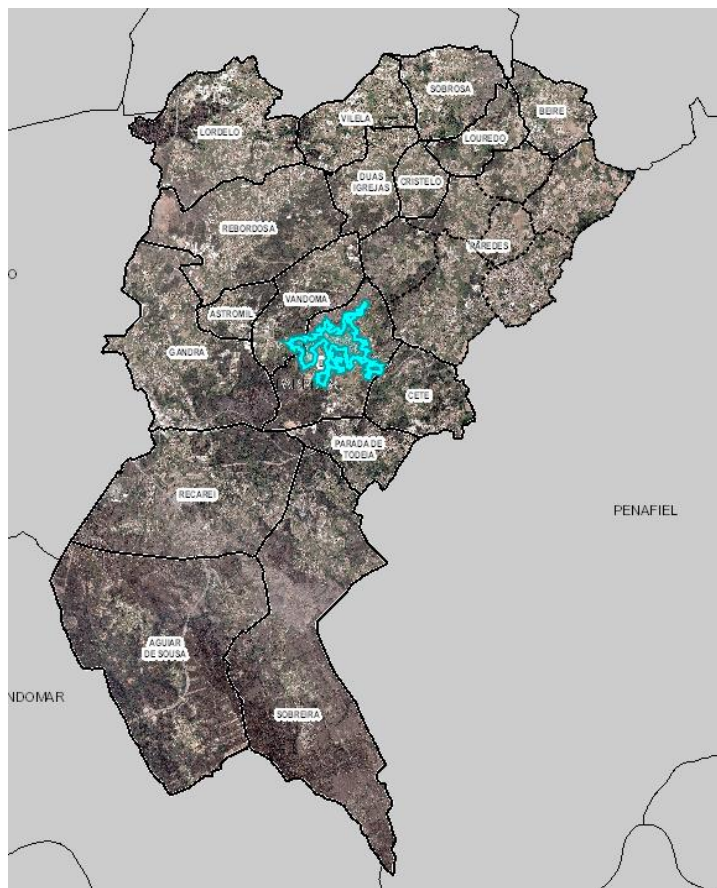 SOBROSA
BEIRE
VILELA
LORDELO
LOUREDO
DUAS
IGREJAS
CRISTELO
REBORDOSA
PAREDES
O
VANDOMA
ASTROMIL
GANDRA
CETE
PARADA DE
TODEIA
RECAREI
PENAFIEL
AGUIAR
DE SOUSA
NDOMAR
SOBREIRA